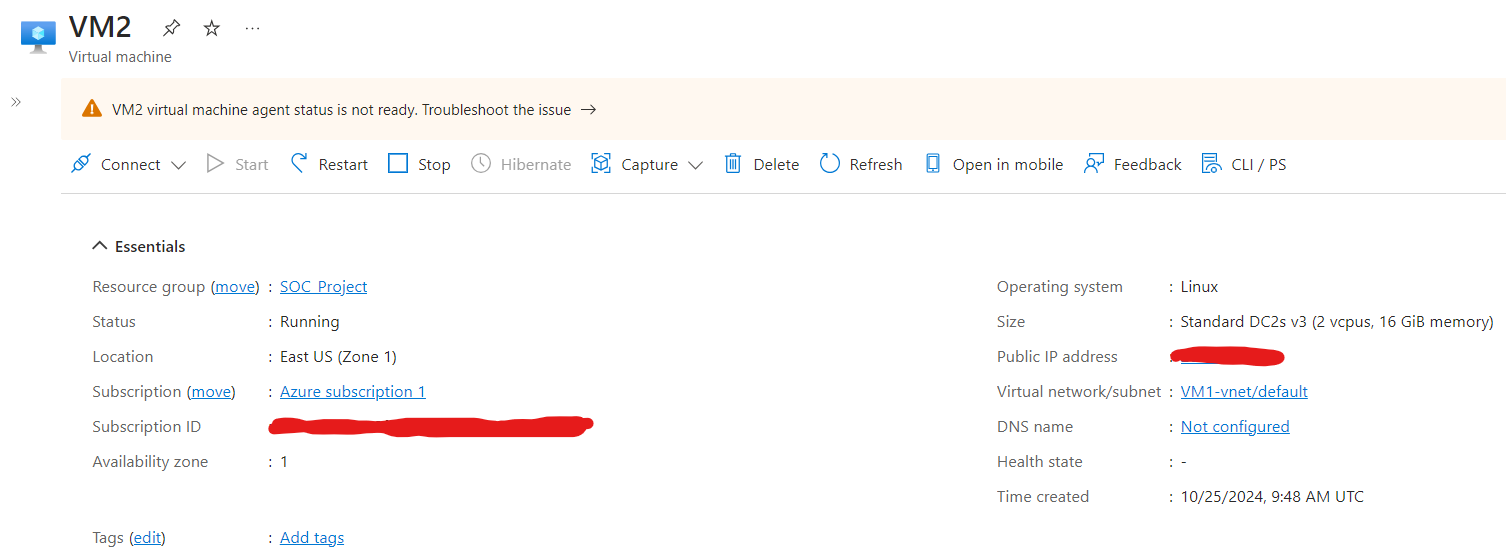 VM2
Virtual machine
VM2 virtual machine agent status is not ready. Troubleshoot the issue →
Connect Start Restart Stop Hibernate Capture Delete Refresh Open in mobile Feedback CLI / PS
Essentials
Resource group (move) : SOC_Project
Status : Running
Location : East US (Zone 1)
Subscription (move) : Azure subscription 1
Subscription ID
Availability zone : 1
Operating system : Linux
Size : Standard DC2s v3 (2 vcpus, 16 GiB memory)
Public IP address :
Virtual network/subnet : VM1-vnet/default
DNS name : Not configured
Health state : -
Time created : 10/25/2024, 9:48 AM UTC
Tags (edit) : Add tags